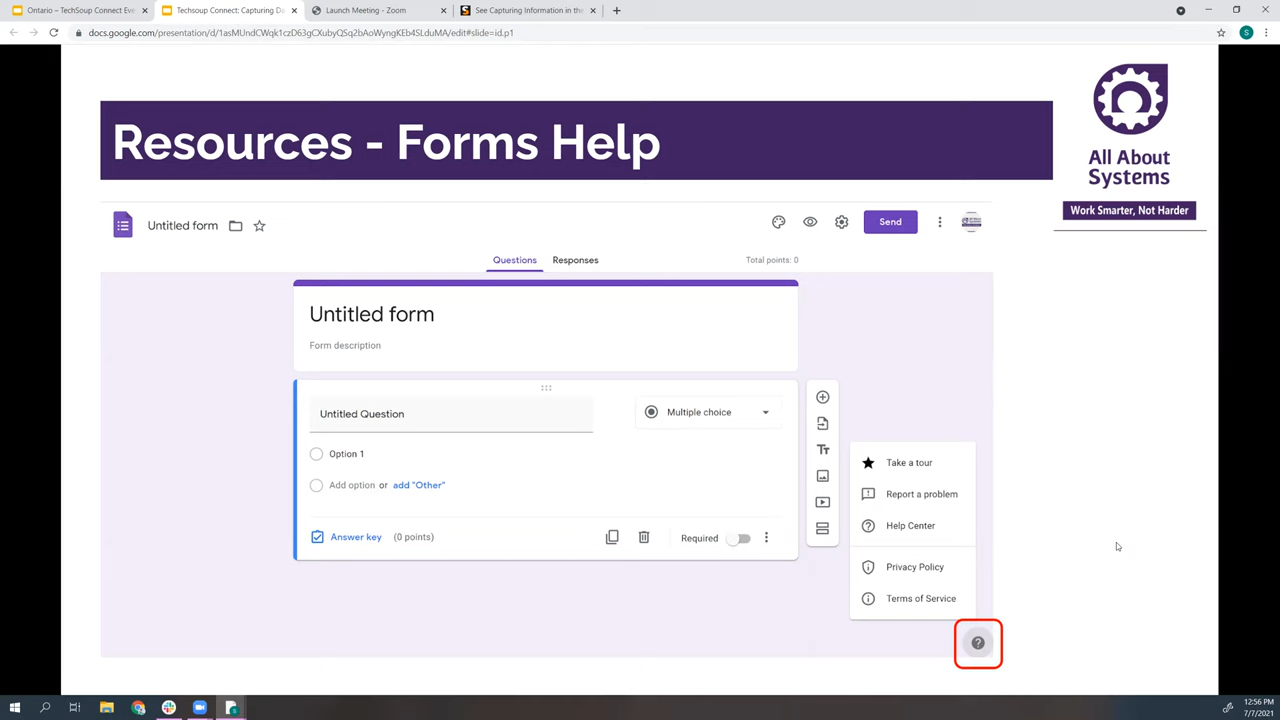 Ontario – TechSoup Connect Eve
Techsoup Connect: Capturing Da
Launch Meeting - Zoom
See Capturing Information in the
docs.google.com/presentation/d/1asMUndCWqk1czD63gCXubyQSq2bAoWyngKEb4SLduMA/edit#slide=id.p1
S
Resources - Forms Help
All About
Systems
Work Smarter, Not Harder
Untitled form
Send
Questions
Responses
Total points: 0
Untitled form
Form description
Untitled Question
Multiple choice
Option 1
Add option or add "Other"
Answer key (0 points)
Required
Tt
Take a tour
Report a problem
Help Center
Privacy Policy
Terms of Service
12:56 PM
7/7/2021